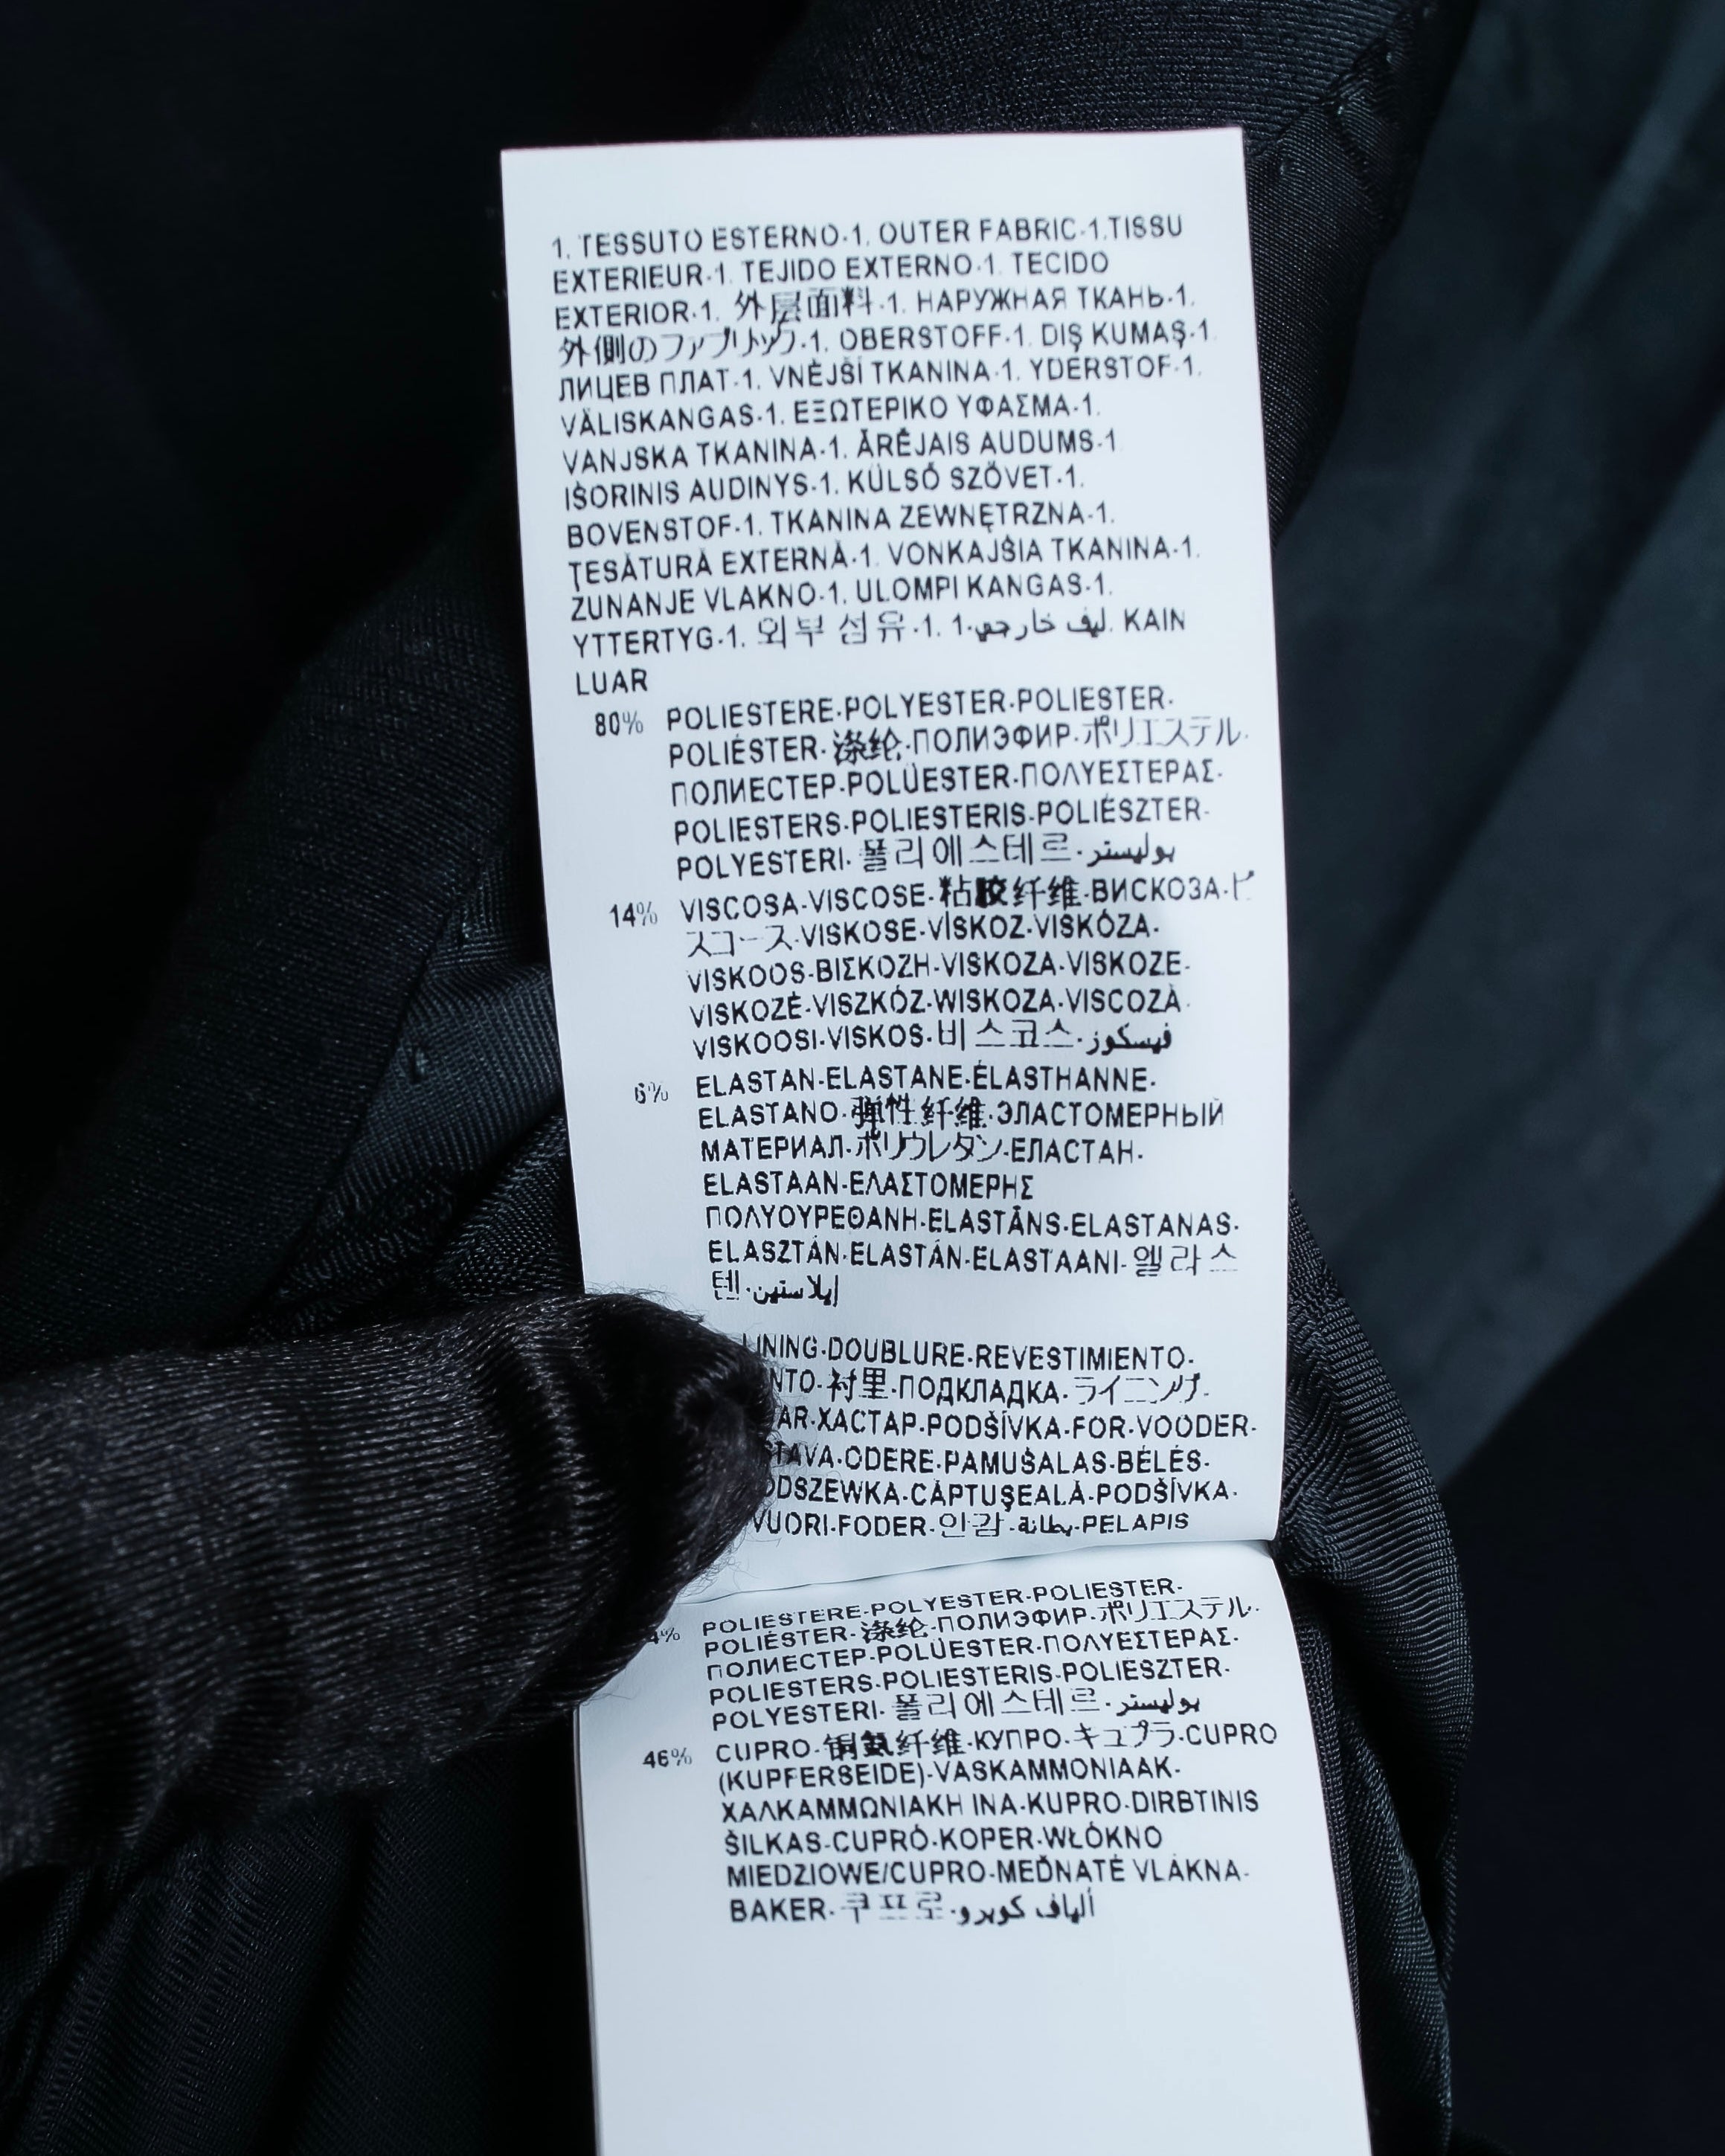 1. TESSUTO ESTERNO-1. OUTER FABRIC-1.TISSU
EXTERIEUR-1. TEJIDO EXTERNO-1. TECIDO
EXTERIOR-1. 外层面料-1. НАРУЖНАЯ ТКАНЬ-1.
外側のファブリック-1. OBERSTOFF-1. DIŞ KUMAŞ-1.
ЛИЦЕВ ПЛАТ-1. VNĚJŠÍ TKANINA-1. YDERSTOF-1.
VÄLISKANGAS-1. ΕΞΩΤΕΡΙΚΟ ΥΦΑΣΜΑ-1.
VANJSKA TKANINA-1. ĀRĒJAIS AUDUMS-1.
IŠORINIS AUDINYS-1. KÜLSŐ SZÖVET-1.
BOVENSTOF-1. TKANINA ZEWNĘTRZNA-1.
ŢESĂTURĂ EXTERNĂ-1. VONKAJŠIA TKANINA-1.
ZUNANJE VLAKNO-1. ULOMPI KANGAS-1.
YTTERTYG-1. 외부 섬유-1. 1-ليف خارجي. KAIN
LUAR
80% POLIESTERE-POLYESTER-POLIESTER-
POLIÉSTER-涤纶-ПОЛИЭФИР-ポリエステル-
ПОЛИЕСТЕР-POLÜESTER-ΠΟΛΥΕΣΤΕΡΑΣ-
POLIESTERS-POLIESTERIS-POLIÉSZTER-
POLYESTERI-폴리에스테르-بوليستر
14% VISCOSA-VISCOSE-粘胶纤维-ВИСКОЗА-ビ
スコース-VISKOSE-VİSKOZ-VISKÓZA-
VISKOOS-ΒΙΣΚΟΖΗ-VISKOZA-VISKOZE-
VISKOZĖ-VISZKÓZ-WISKOZA-VISCOZĂ-
VISKOOSI-VISKOS-비스코스-فيسكوز
6% ELASTAN-ELASTANE-ÉLASTHANNE-
ELASTANO-弹性纤维-ЭЛАСТОМЕРНЫЙ
МАТЕРИАЛ-ポリウレタン-ЕЛАСТАН-
ELASTAAN-ΕΛΑΣΤΟΜΕΡΗΣ
ΠΟΛΥΟΥΡΕΘΑΝΗ-ELASTĀNS-ELASTANAS-
ELASZTÁN-ELASTÁN-ELASTAANI-엘라스
텐-إيلاستين
LINING-DOUBLURE-REVESTIMIENTO-
NTO-衬里-ПОДКЛАДКА-ライニング-
AR-ХАСТАР-PODŠÍVKA-FOR-VOODER-
STAVA-ODERE-PAMUŠALAS-BÉLÉS-
ODSZEWKA-CĂPTUŞEALĂ-PODŠÍVKA-
VUORI-FODER-안감-بطانة-PELAPIS
4% POLIESTERE-POLYESTER-POLIESTER-
POLIÉSTER-涤纶-ПОЛИЭФИР-ポリエステル-
ПОЛИЕСТЕР-POLÜESTER-ΠΟΛΥΕΣΤΕΡΑΣ-
POLIESTERS-POLIESTERIS-POLIÉSZTER-
POLYESTERI-폴리에스테르-بوليستر
46% CUPRO-铜氨纤维-КУПРО-キュプラ-CUPRO
(KUPFERSEIDE)-VASKAMMONIAAK-
ΧΑΛΚΑΜΜΩΝΙΑΚΗ ΙΝΑ-KUPRO-DIRBTINIS
ŠILKAS-CUPRÓ-KOPER-WŁÓKNO
MIEDZIOWE/CUPRO-MEĎNATÉ VLÁKNA-
BAKER-쿠프로-ألياف كوبرو